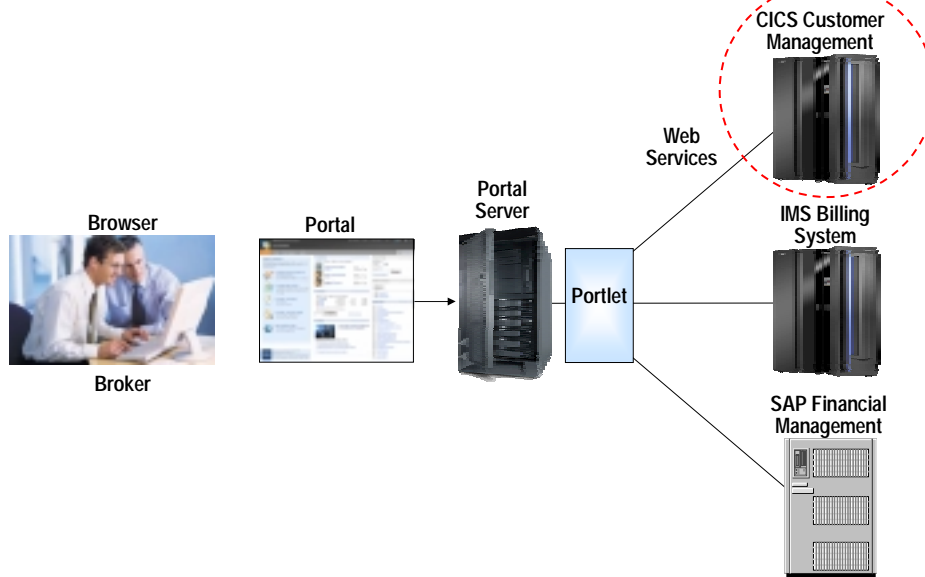 CICS Customer
Management
Web
Services
Portal
Server
Browser
Portal
IMS Billing
System
Portlet
Broker
SAP Financial
Management